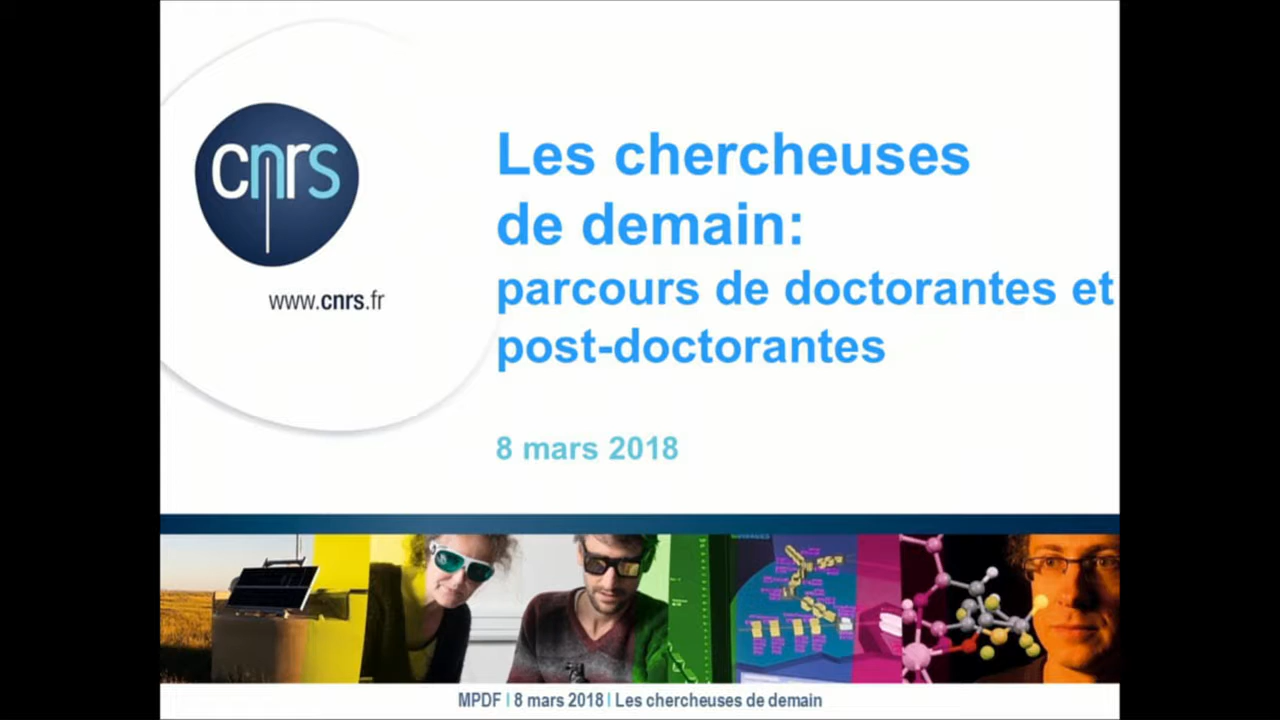 cnrs
www.cnrs.fr
Les chercheuses
de demain:
parcours de doctorantes et
post-doctorantes
8 mars 2018
MPDF | 8 mars 2018 | Les chercheuses de demain